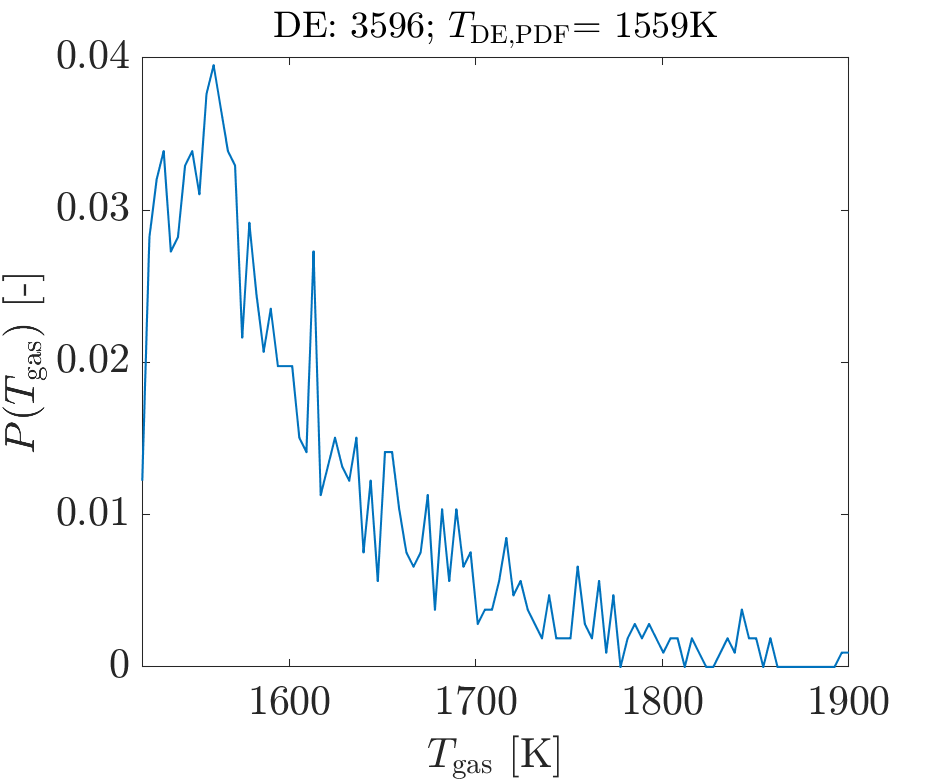 DE: 3596; T_DE,PDF= 1559K
0.04
0.03
0.02
0.01
0
P(T_gas) [-]
1600 1700 1800 1900
T_gas [K]